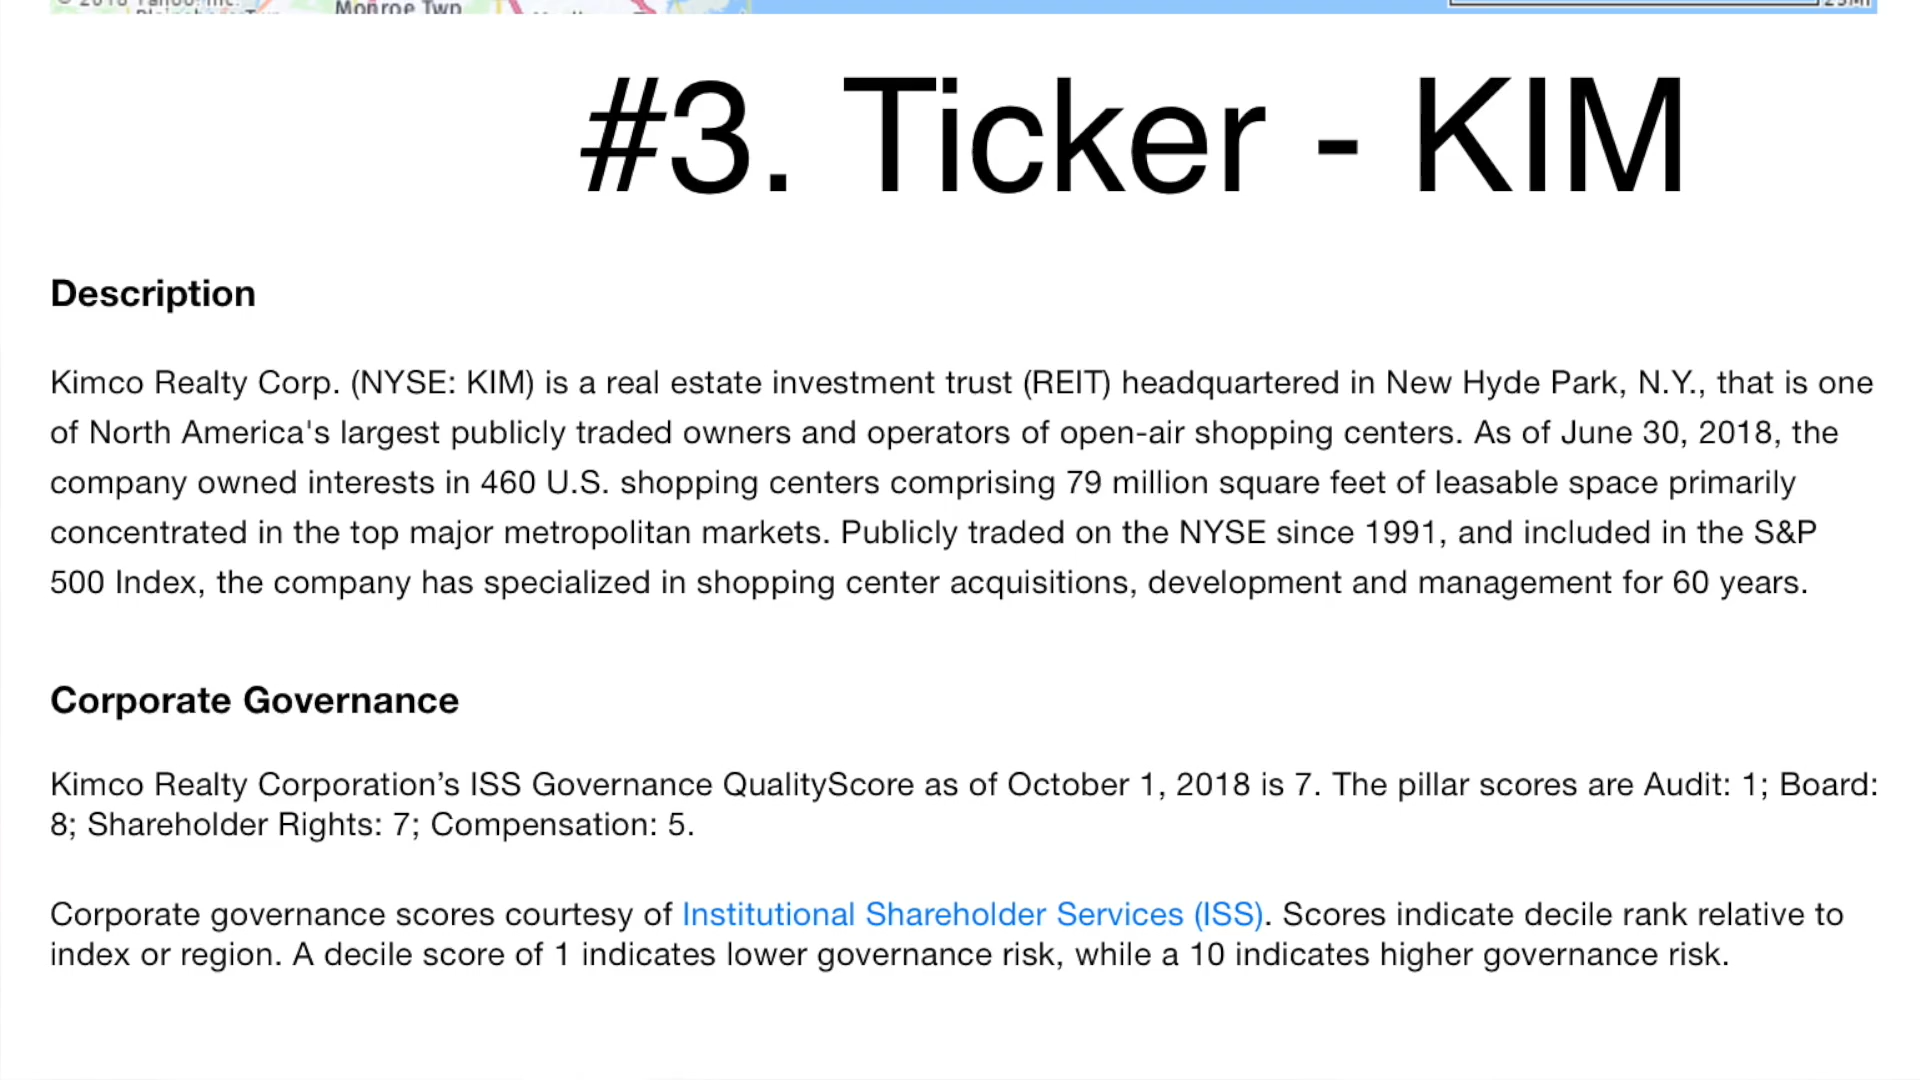 Monroe Twp
#3. Ticker - KIM
Description
Kimco Realty Corp. (NYSE: KIM) is a real estate investment trust (REIT) headquartered in New Hyde Park, N.Y., that is one
of North America's largest publicly traded owners and operators of open-air shopping centers. As of June 30, 2018, the
company owned interests in 460 U.S. shopping centers comprising 79 million square feet of leasable space primarily
concentrated in the top major metropolitan markets. Publicly traded on the NYSE since 1991, and included in the S&P
500 Index, the company has specialized in shopping center acquisitions, development and management for 60 years.
Corporate Governance
Kimco Realty Corporation’s ISS Governance QualityScore as of October 1, 2018 is 7. The pillar scores are Audit: 1; Board:
8; Shareholder Rights: 7; Compensation: 5.
Corporate governance scores courtesy of Institutional Shareholder Services (ISS). Scores indicate decile rank relative to
index or region. A decile score of 1 indicates lower governance risk, while a 10 indicates higher governance risk.